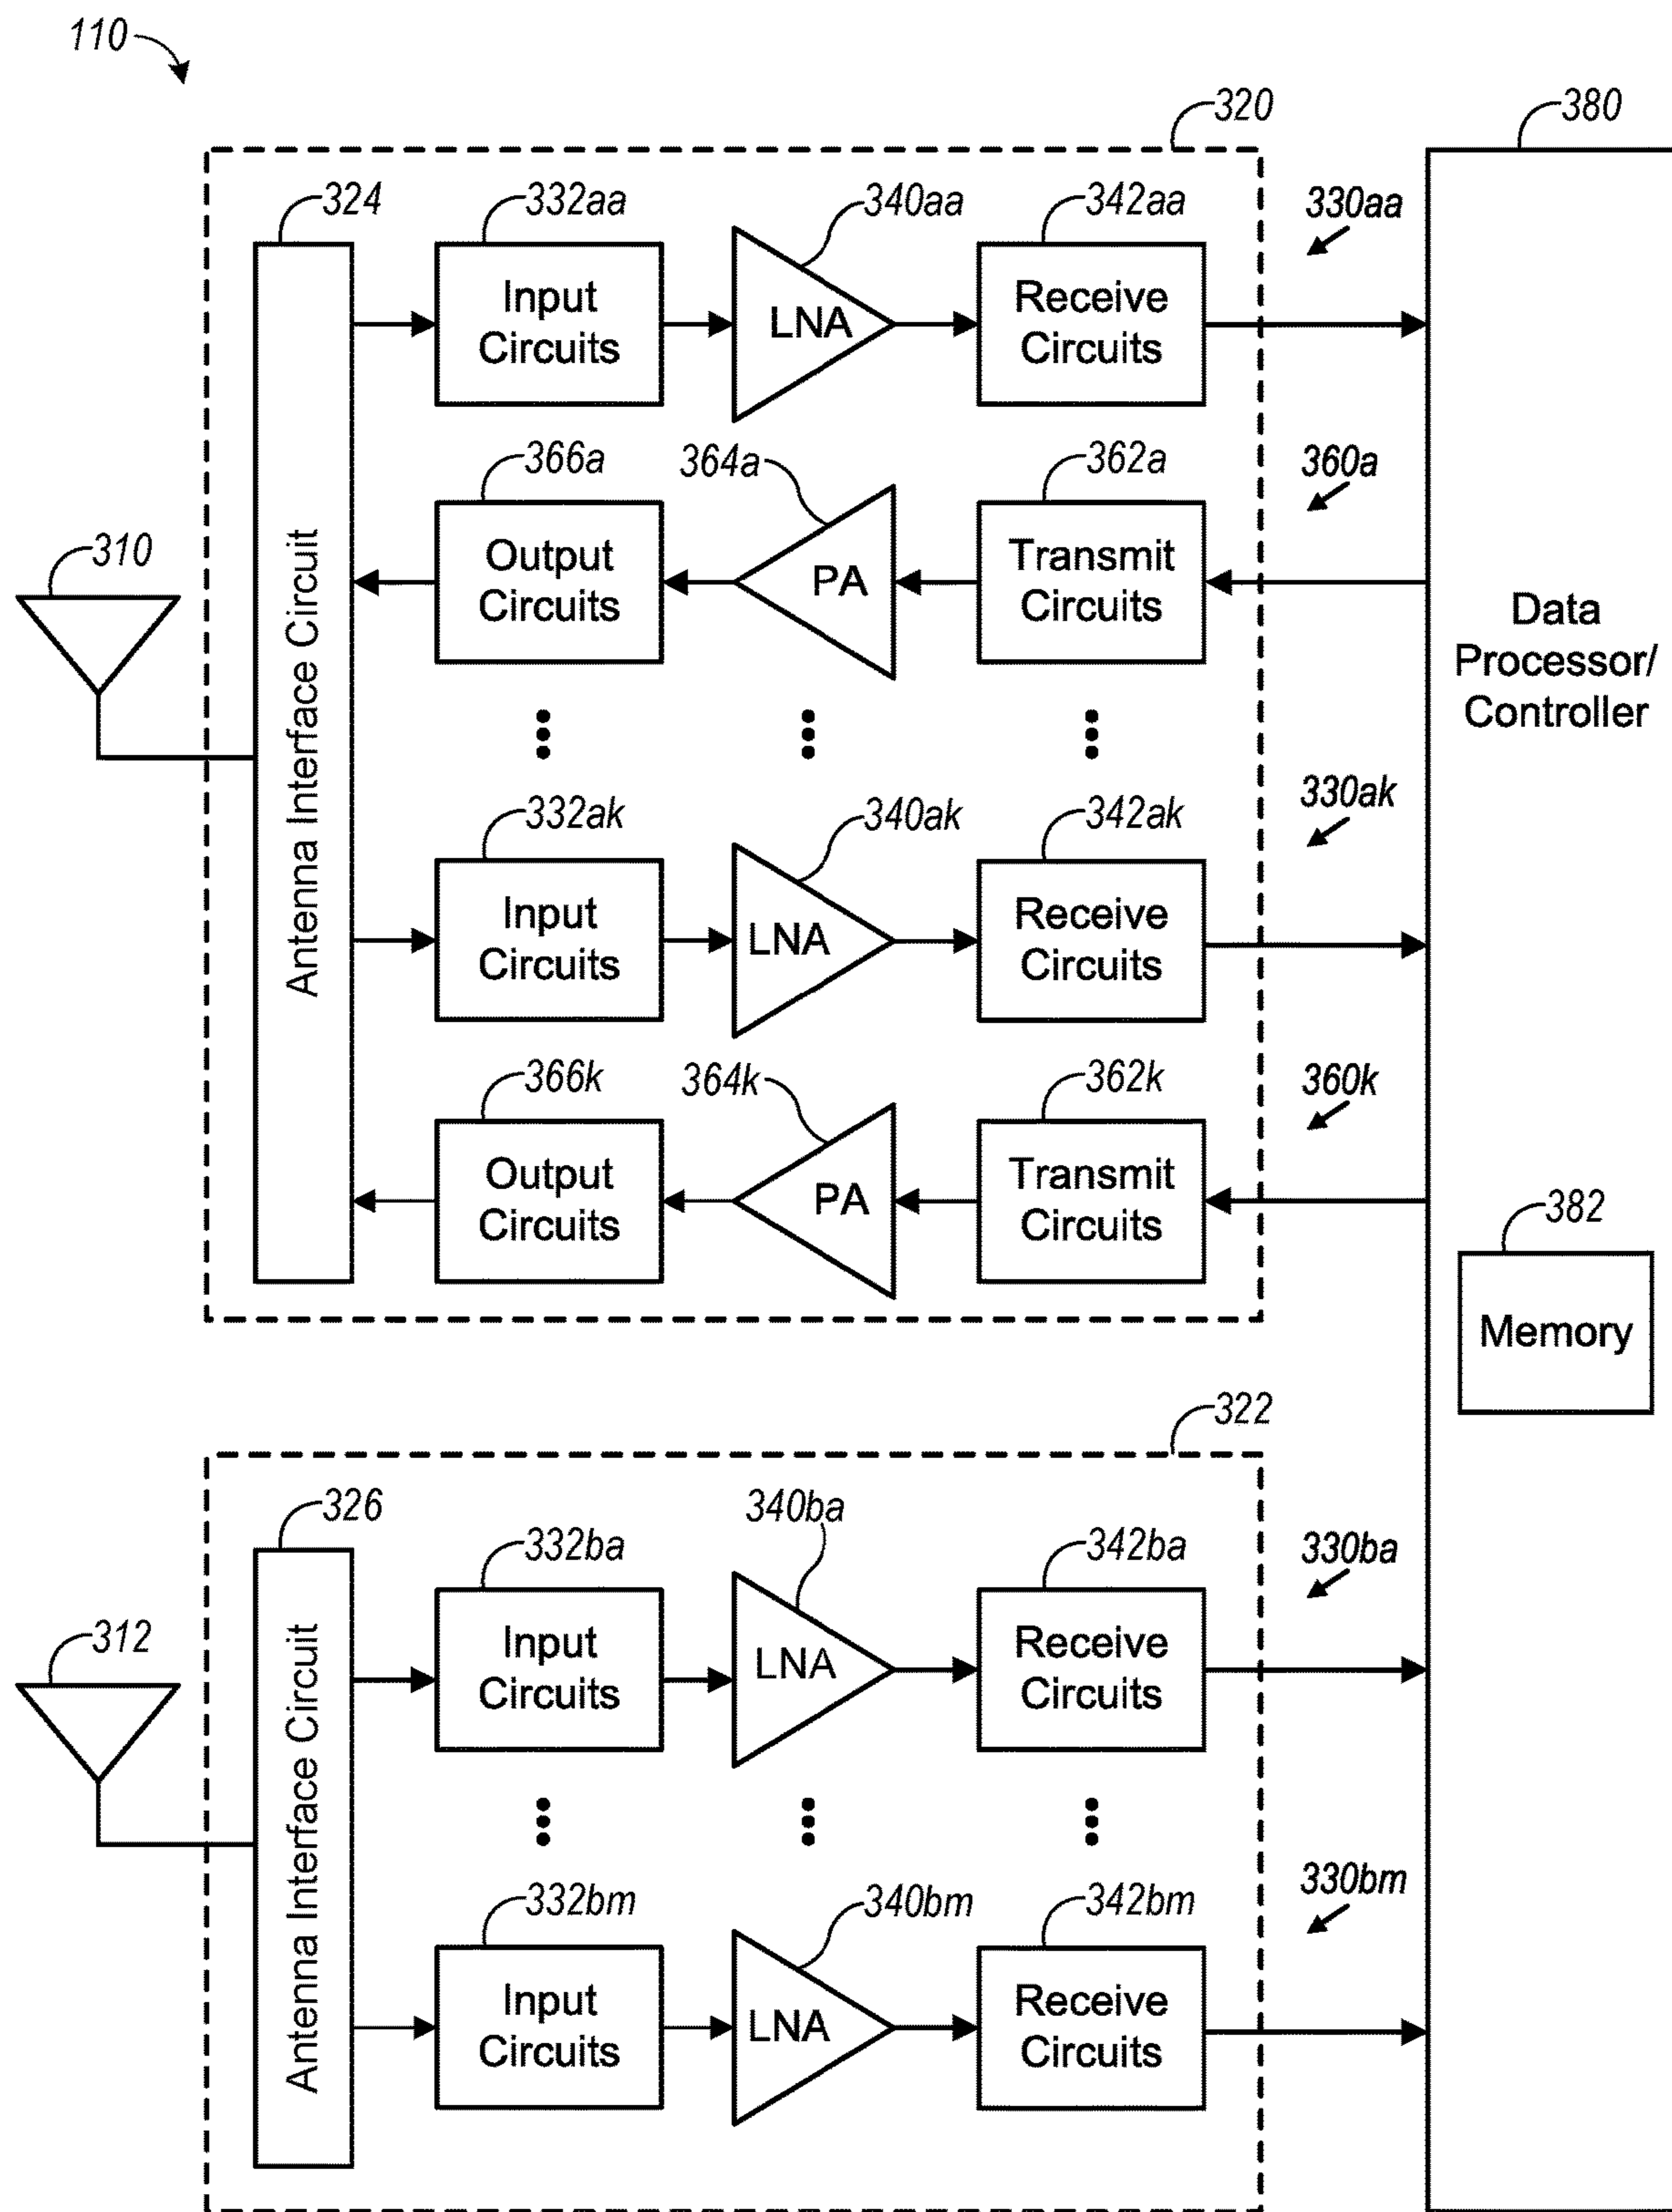 110
320
380
324
332aa
340aa
342aa
330aa
Input
Circuits
LNA
Receive
Circuits
366a
364a
362a
360a
310
Output
Circuits
PA
Transmit
Circuits
Antenna Interface Circuit
Data
Processor/
Controller
332ak
340ak
342ak
330ak
Input
Circuits
LNA
Receive
Circuits
366k
364k
362k
360k
Output
Circuits
PA
Transmit
Circuits
382
Memory
322
326
332ba
340ba
342ba
330ba
312
Input
Circuits
LNA
Receive
Circuits
Antenna Interface Circuit
332bm
340bm
342bm
330bm
Input
Circuits
LNA
Receive
Circuits